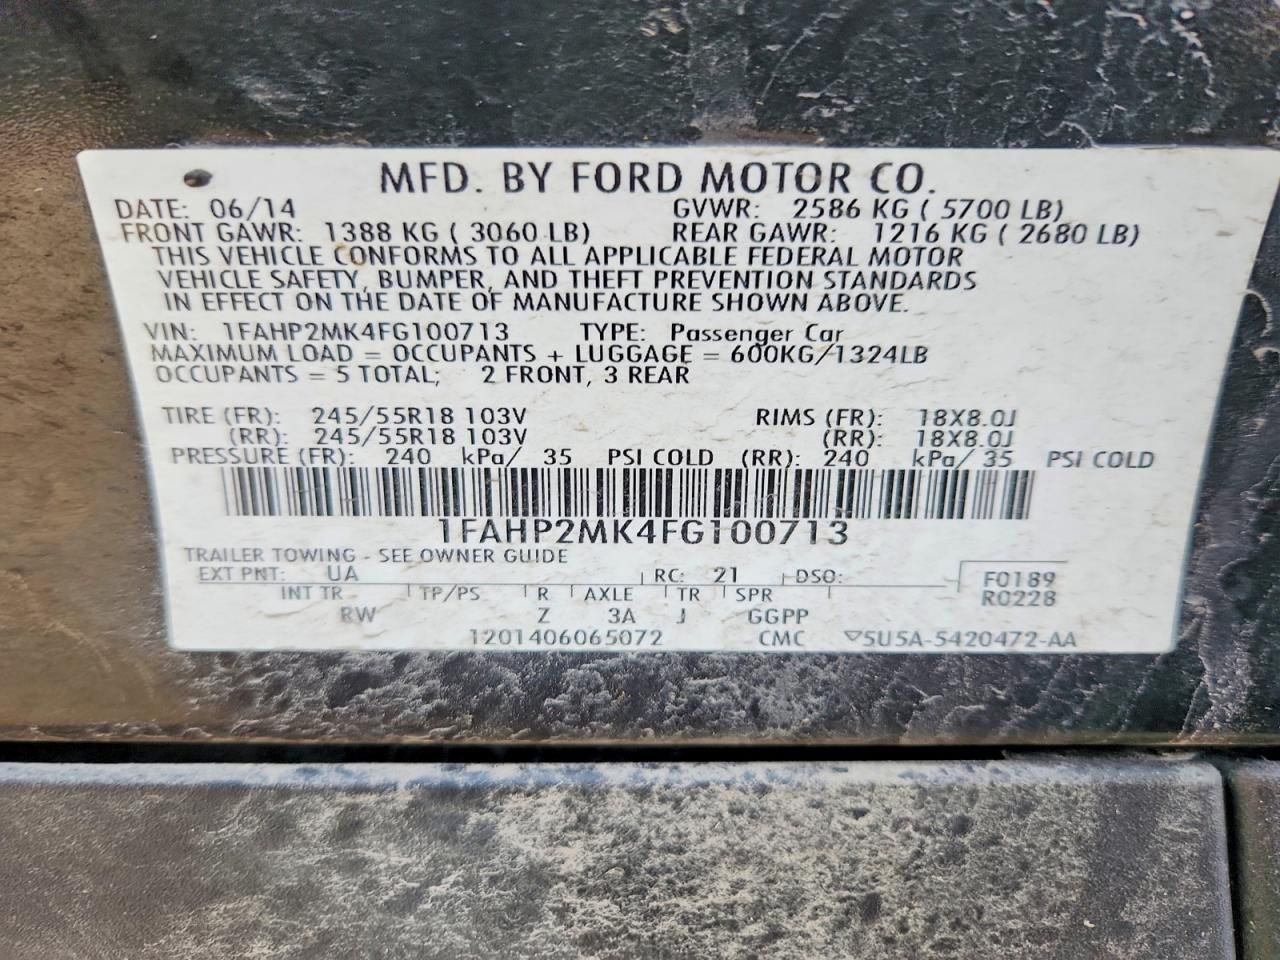 MFD. BY FORD MOTOR CO.
DATE: 06/14 GVWR: 2586 KG ( 5700 LB)
FRONT GAWR: 1388 KG ( 3060 LB) REAR GAWR: 1216 KG ( 2680 LB)
THIS VEHICLE CONFORMS TO ALL APPLICABLE FEDERAL MOTOR
VEHICLE SAFETY, BUMPER, AND THEFT PREVENTION STANDARDS
IN EFFECT ON THE DATE OF MANUFACTURE SHOWN ABOVE.
VIN: 1FAHP2MK4FG100713 TYPE: Passenger Car
MAXIMUM LOAD = OCCUPANTS + LUGGAGE = 600KG/1324LB
OCCUPANTS = 5 TOTAL; 2 FRONT, 3 REAR
TIRE (FR): 245/55R18 103V RIMS (FR): 18X8.0J
(RR): 245/55R18 103V (RR): 18X8.0J
PRESSURE (FR): 240 kPa/ 35 PSI COLD (RR): 240 kPa/ 35 PSI COLD
1FAHP2MK4FG100713
TRAILER TOWING - SEE OWNER GUIDE
EXT PNT: UA RC: 21 DSO: F0189
INT TR TP/PS R AXLE TR SPR R0228
RW Z 3A J GGPP
1201406065072 CMC ▽5U5A-5420472-AA